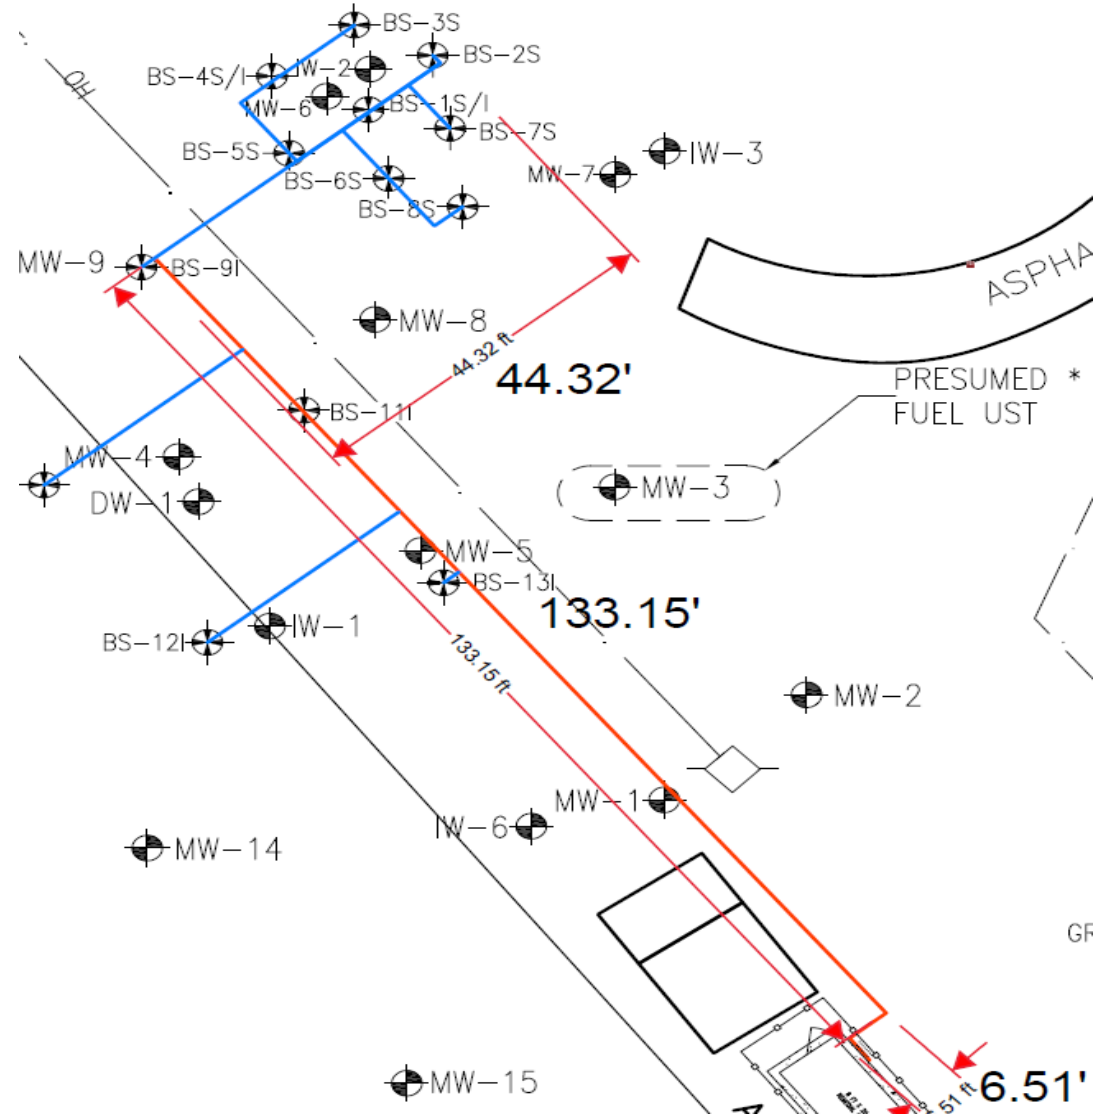 BS-3S
OH
BS-2S
BS-4S/I
IW-2
MW-6
BS-1S/I
BS-7S
BS-5S
IW-3
MW-7
BS-6S
BS-8S
MW-9
BS-9I
ASPHA
MW-8
44.32 ft
44.32'
PRESUMED *
FUEL UST
BS-11I
MW-4
DW-1
MW-3
MW-5
BS-13I
133.15'
BS-12I
IW-1
133.15 ft
MW-2
MW-1
IW-6
MW-14
GR
MW-15
51 ft
6.51'
A